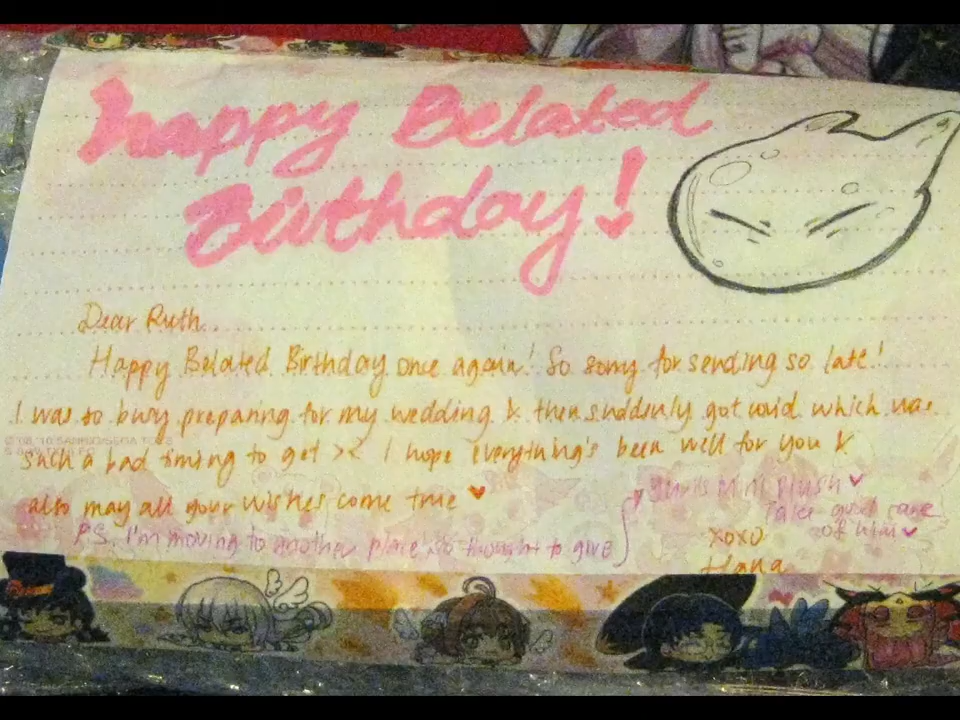 Happy Belated
Birthday!
Dear Ruth,
Happy Belated Birthday once again! So sorry for sending so late!
I was so busy preparing for my wedding & then suddenly got covid which was
such a bad timing to get >< I hope everything's been well for you &
also may all your wishes come true ♥
PS. I'm moving to another place so thought to give
Yuri's Mini Plush ♥
Take good care
of him ♥
xoxo
Hana